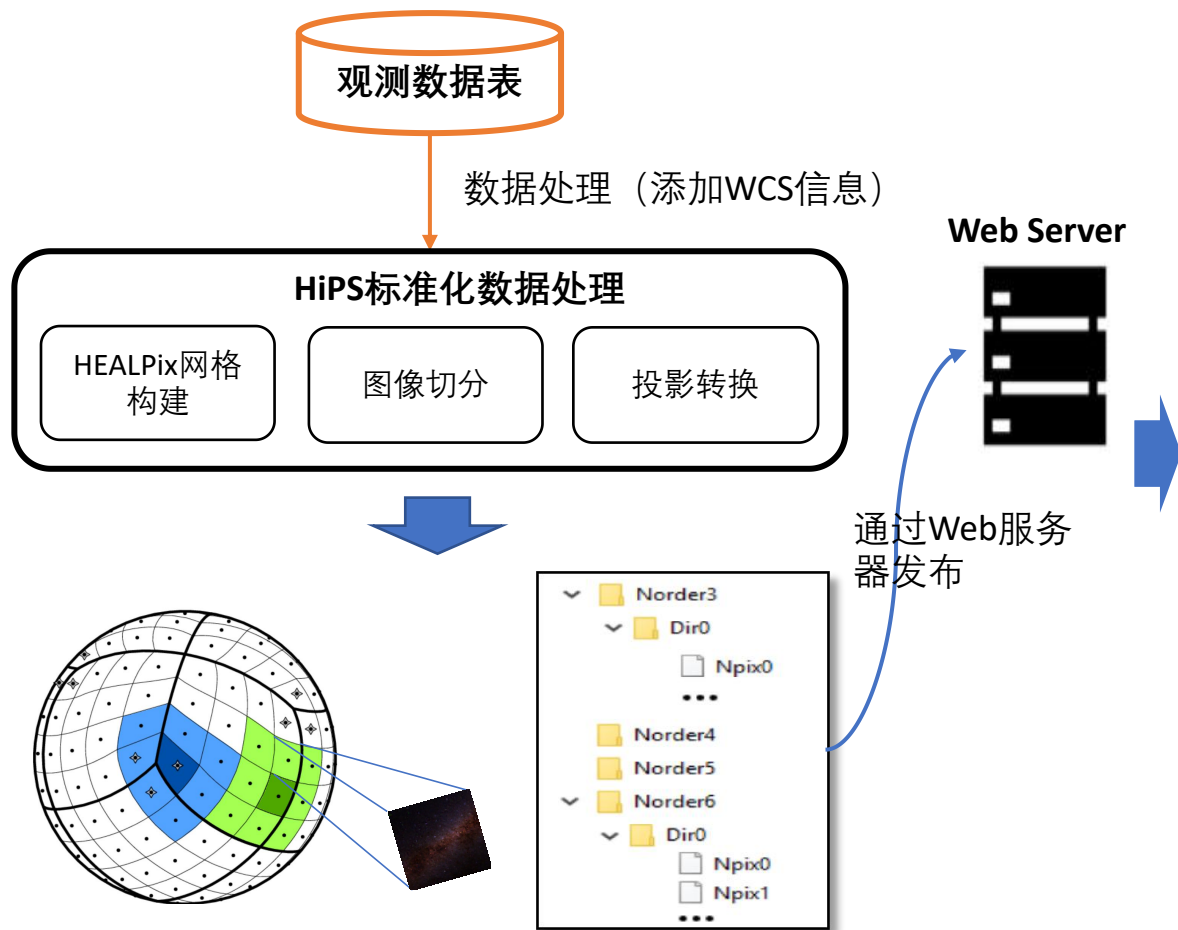 观测数据表
数据处理（添加WCS信息）
Web Server
HiPS标准化数据处理
HEALPix网格
构建
图像切分
投影转换
通过Web服务
器发布
Norder3
Dir0
Npix0
•••
Norder4
Norder5
Norder6
Dir0
Npix0
Npix1
•••